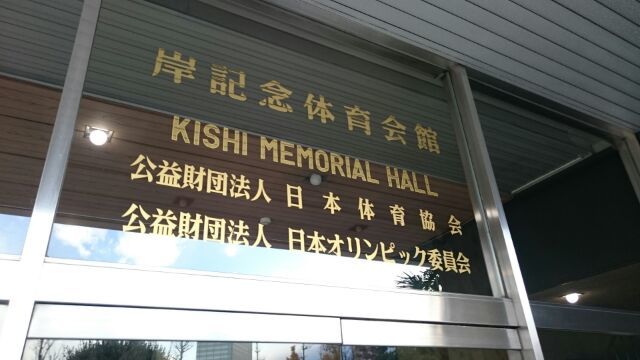 岸記念体育会館
KISHI MEMORIAL HALL
公益財団法人 日本体育協会
公益財団法人 日本オリンピック委員会